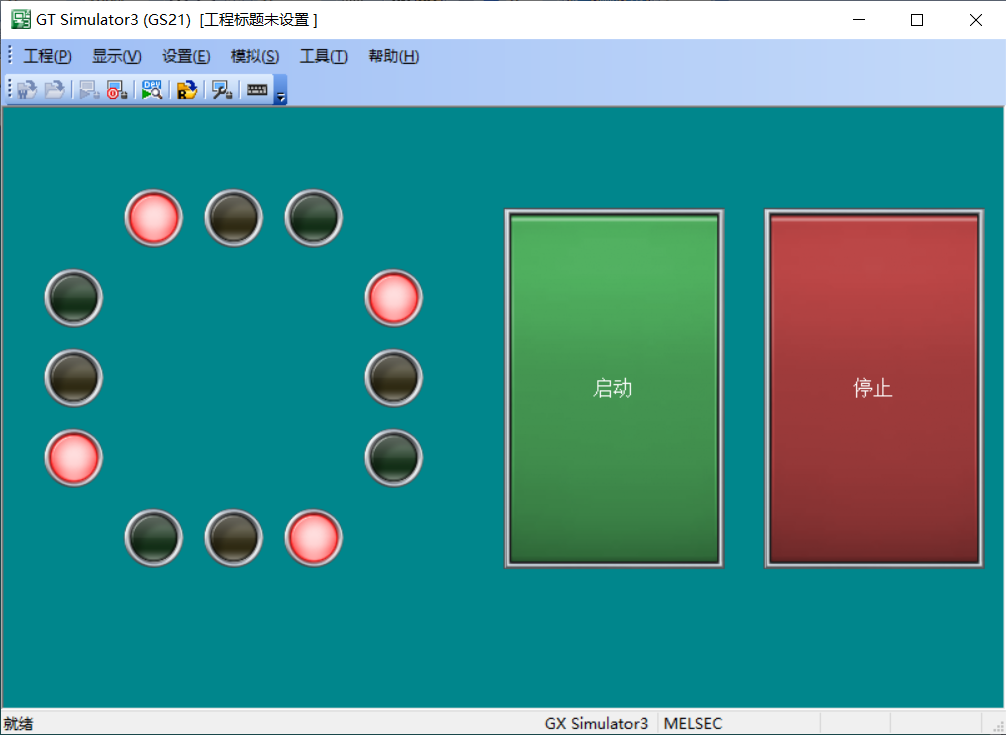 GT Simulator3 (GS21)  [工程标题未设置 ]
工程(P) 显示(V) 设置(E) 模拟(S) 工具(T) 帮助(H)
Dev
R
启动 停止
就绪 GX Simulator3 MELSEC